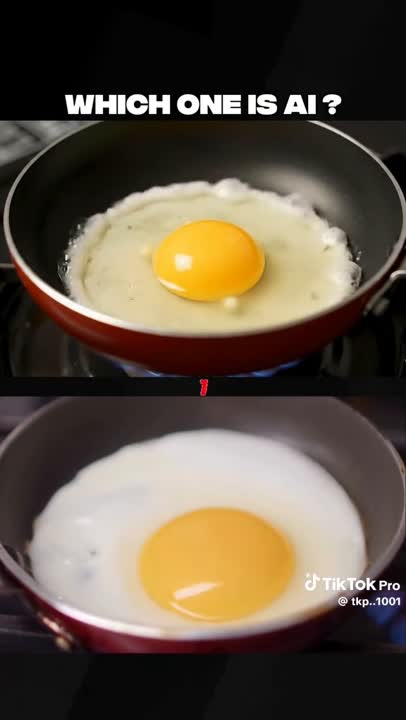 WHICH ONE IS AI ?
1
TikTok Pro
@ tkp..1001